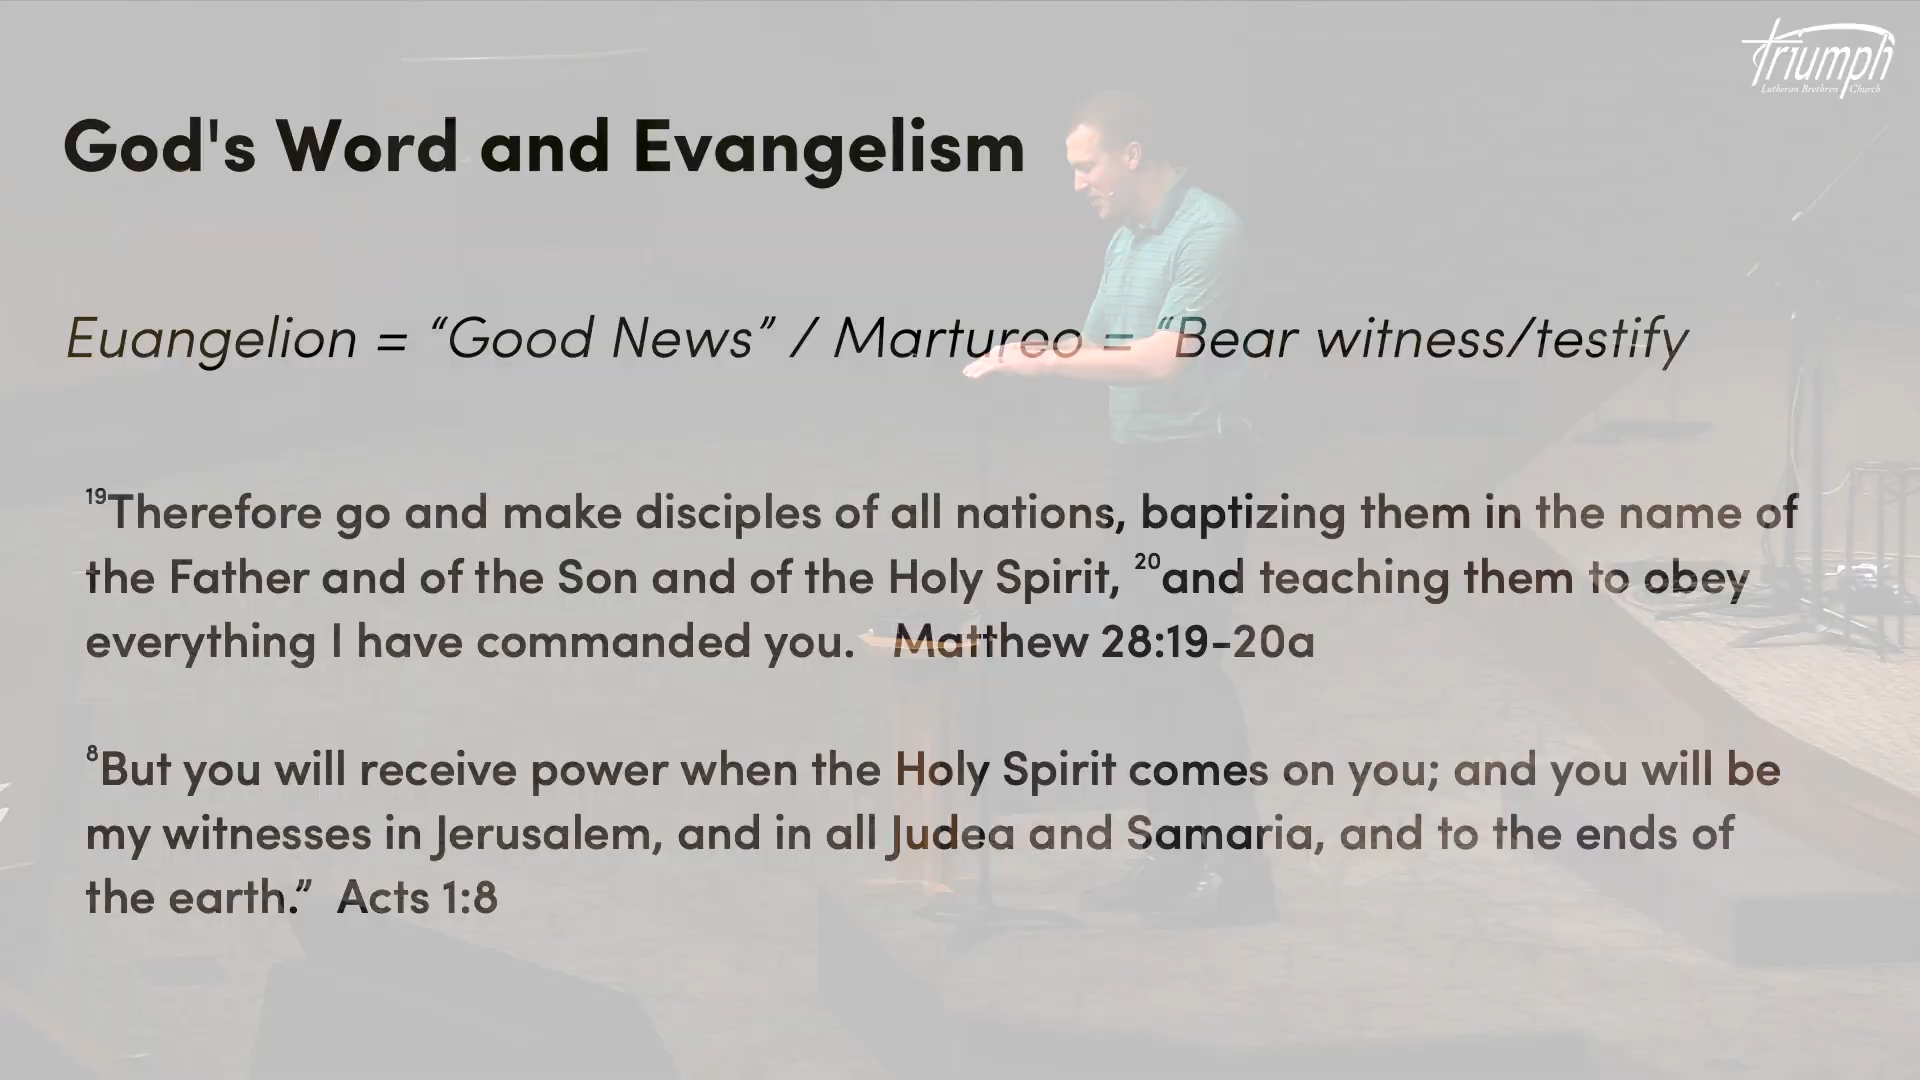 Triumph
Lutheran Brethren Church
God's Word and Evangelism
Euangelion = “Good News” / Martureo = “Bear witness/testify
19Therefore go and make disciples of all nations, baptizing them in the name of
the Father and of the Son and of the Holy Spirit, 20and teaching them to obey
everything I have commanded you. Matthew 28:19-20a
8But you will receive power when the Holy Spirit comes on you; and you will be
my witnesses in Jerusalem, and in all Judea and Samaria, and to the ends of
the earth.” Acts 1:8